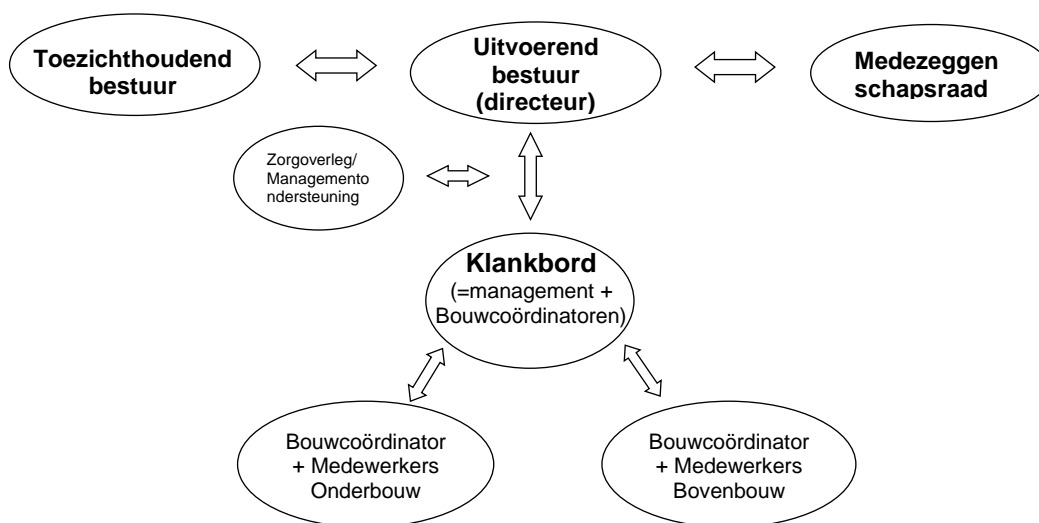 Toezichthoudend
bestuur
Uitvoerend
bestuur
(directeur)
Medezeggen
schapsraad
Zorgoverleg/
Managemento
ndersteuning
Klankbord
(=management +
Bouwcoördinatoren)
Bouwcoördinator
+ Medewerkers
Onderbouw
Bouwcoördinator
+ Medewerkers
Bovenbouw